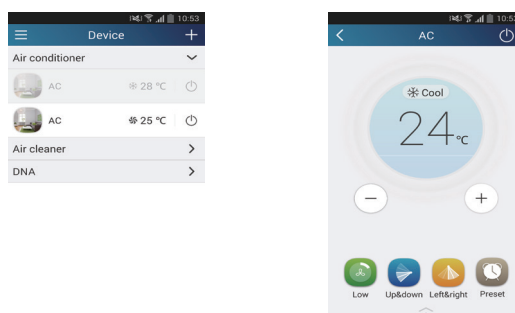 10:53
Device
Air conditioner
AC 28 °C
AC 25 °C
Air cleaner
DNA
10:53
AC
Cool
24 °C
Low Up&down Left&right Preset